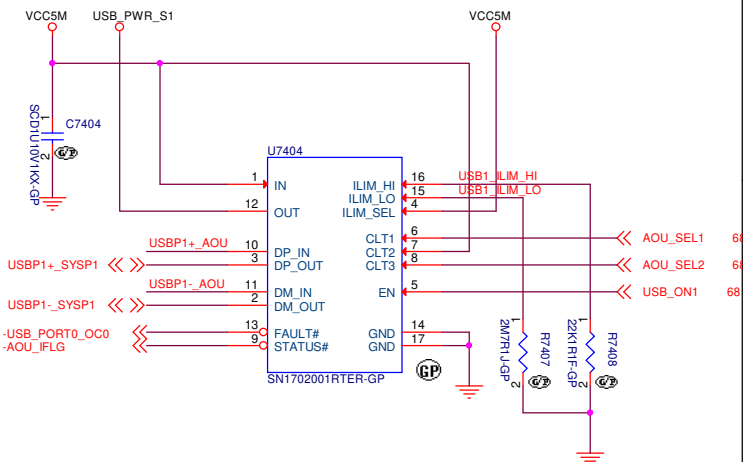 VCC5M
USB_PWR_S1
VCC5M
SCD1U10V1KX-GP
1
2
C7404
G/P
U7404
1 IN
12 OUT
16 ILIM_HI
15 ILIM_LO
4 ILIM_SEL
USB1_ILIM_HI
USB1_ILIM_LO
6 CLT1
7 CLT2
8 CLT3
AOU_SEL1 68
AOU_SEL2 68
5 EN
USB_ON1 68
USBP1+_AOU
10 DP_IN
3 DP_OUT
USBP1+_SYSP1
USBP1-_AOU
11 DM_IN
2 DM_OUT
USBP1-_SYSP1
-USB_PORT0_OC0
-AOU_IFLG
13 FAULT#
9 STATUS#
14 GND
17 GND
SN1702001RTER-GP
GP
2M7R1J-GP
1
2
R7407
G/P
22K1R1F-GP
1
2
R7408
G/P